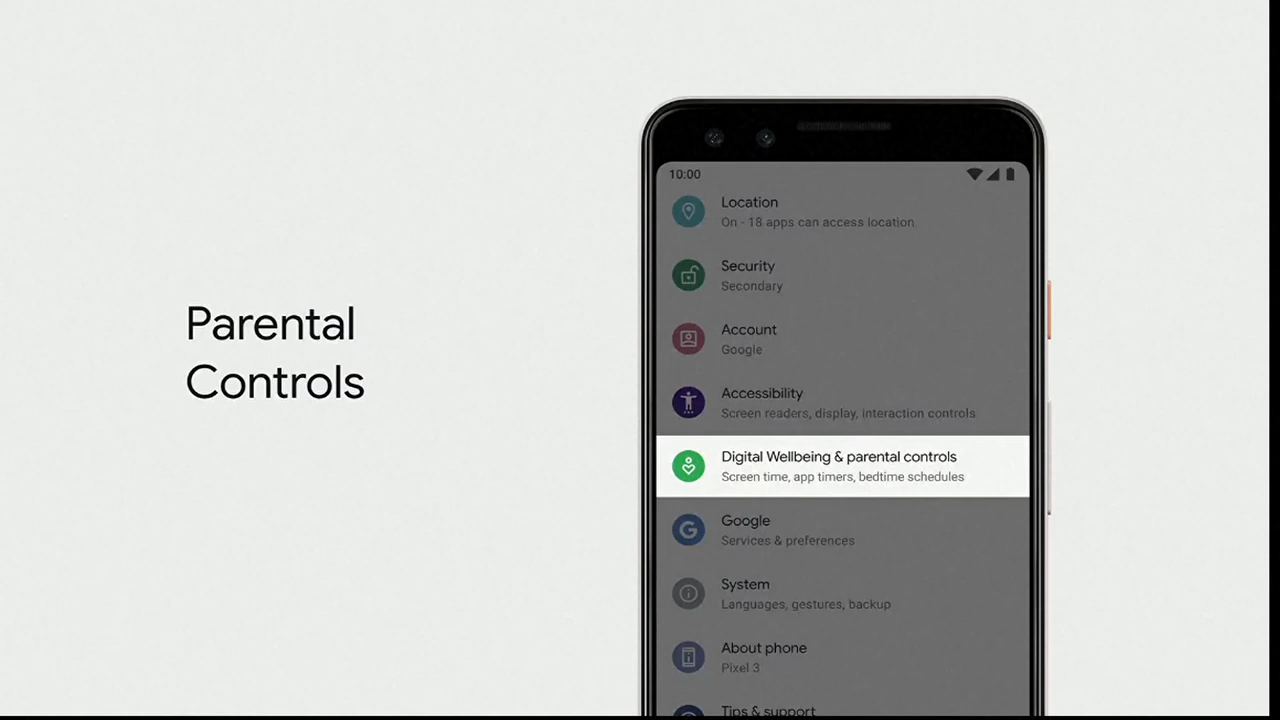 Parental
Controls
10:00
Location
On - 18 apps can access location
Security
Secondary
Account
Google
Accessibility
Screen readers, display, interaction controls
Digital Wellbeing & parental controls
Screen time, app timers, bedtime schedules
Google
Services & preferences
System
Languages, gestures, backup
About phone
Pixel 3
Tips & support